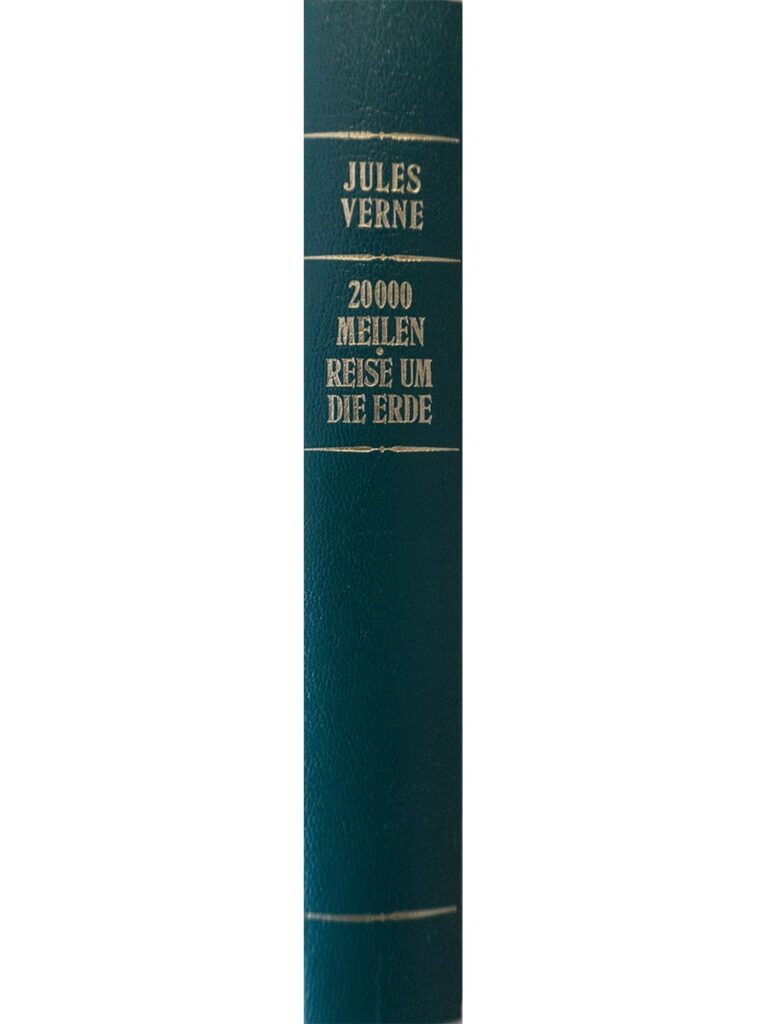 JULES
VERNE
20000
MEILEN
•
REISE UM
DIE ERDE